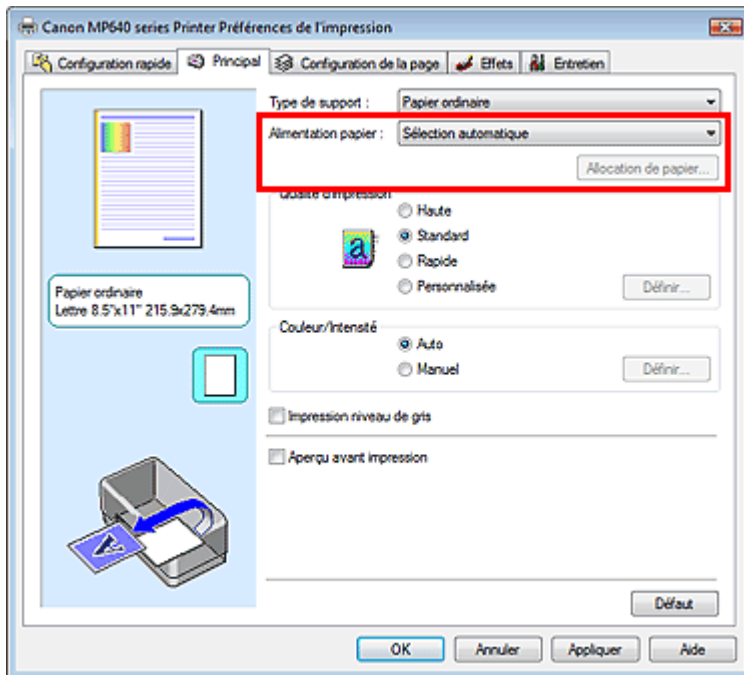 Canon MP640 series Printer Préférences de l'impression
Configuration rapide Principal Configuration de la page Effets Entretien
Type de support : Papier ordinaire
Alimentation papier : Sélection automatique
Allocation de papier...
Qualité d'impression
Haute
Standard
Rapide
Personnalisée Définir...
Papier ordinaire
Lettre 8.5"x11" 215.9x279.4mm
Couleur/Intensité
Auto
Manuel Définir...
Impression niveau de gris
Aperçu avant impression
Défaut
OK Annuler Appliquer Aide